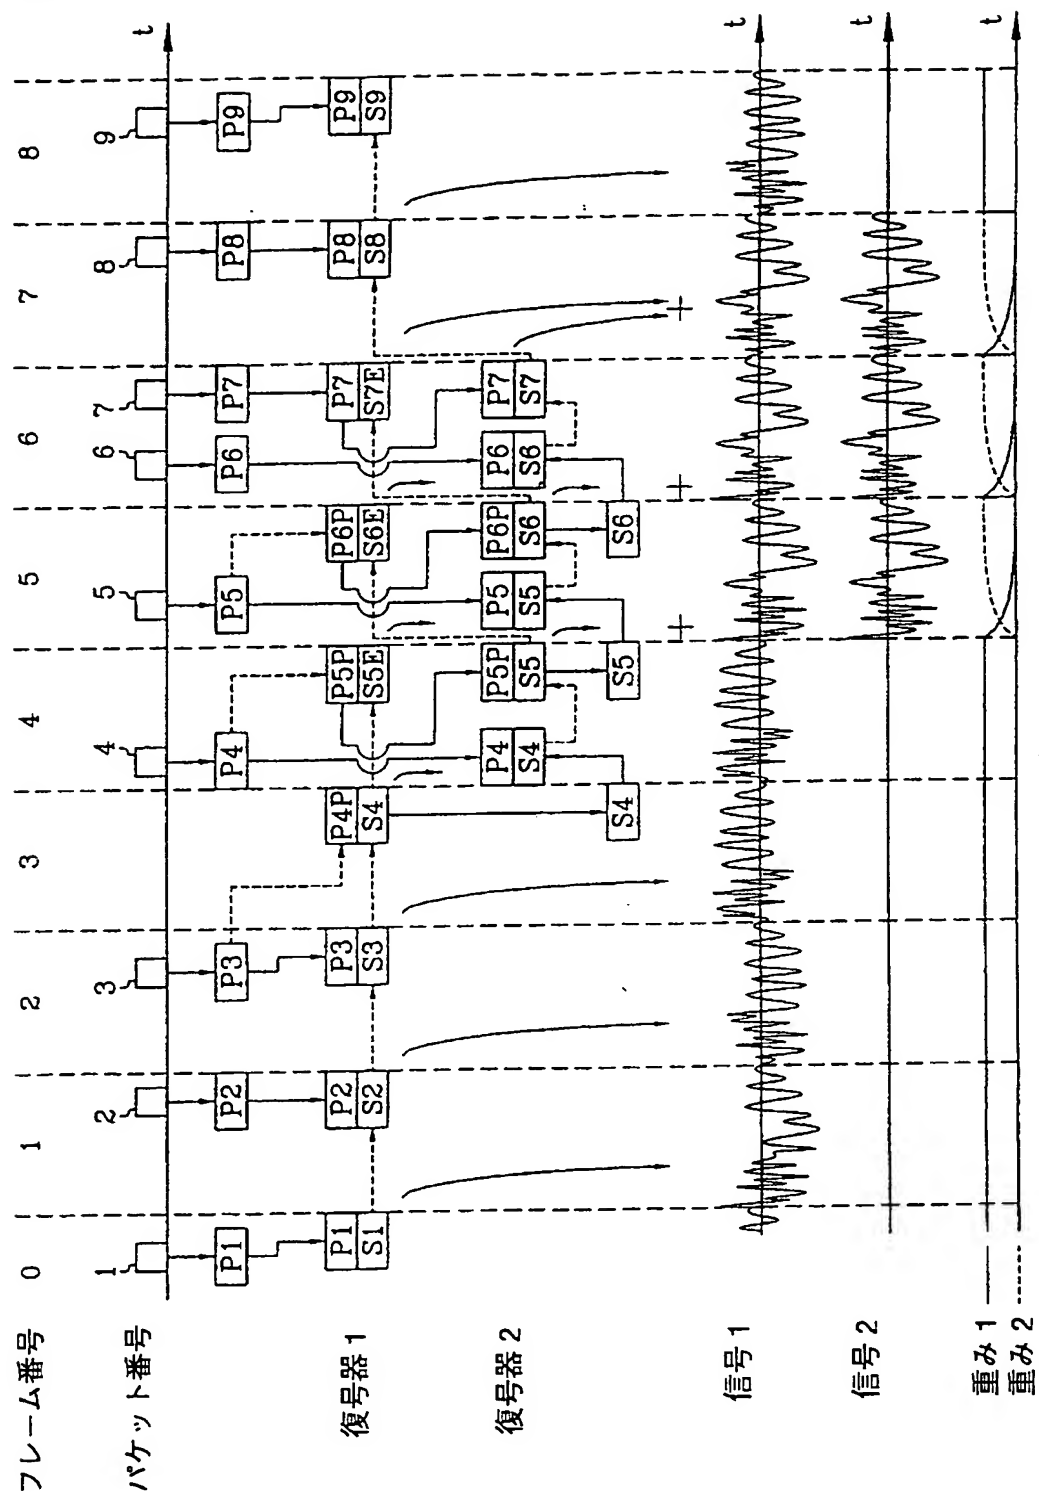 フレーム番号 0 1 2 3 4 5 6 7 8
パケット番号 1 2 3 4 5 6 7 8 9 t
P1 P2 P3 P4 P5 P6 P7 P8 P9
復号器1 P1 P2 P3 P4P P5P P6P P7 P8 P9
S1 S2 S3 S4 S5E S6E S7E S8 S9
復号器2 P4 P5P P5 P6P P6 P7
S4 S5 S5 S6 S6 S7
S4 S5 S6
+ + +
信号1 t
信号2 t
重み1
重み2 t